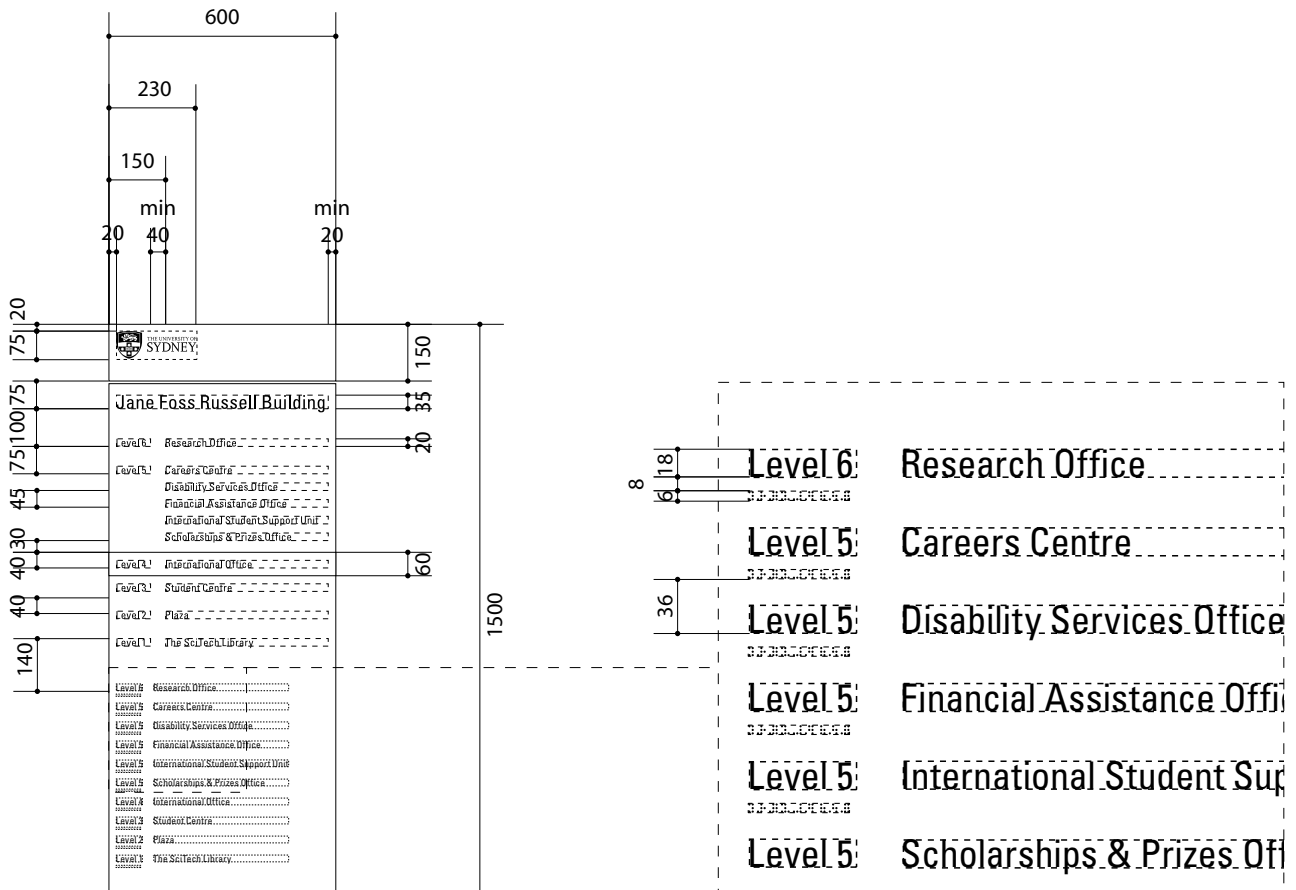 600
230
150
min
min
20
40
20
20
75
THE UNIVERSITY OF
SYDNEY
150
75
Jane Foss Russell Building
35
100
Level 6 Research Office
20
75
Level 5 Careers Centre
Disability Services Office
45
Financial Assistance Office
International Student Support Unit
Scholarships & Prizes Office
30
40
Level 4 International Office
60
Level 3 Student Centre
40
Level 2 Plaza
1500
Level 1 The SciTech Library
140
Level 6 Research Office
Level 5 Careers Centre
Level 5 Disability Services Office
Level 5 Financial Assistance Office
Level 5 International Student Support Unit
Level 5 Scholarships & Prizes Office
Level 4 International Office
Level 3 Student Centre
Level 2 Plaza
Level 1 The SciTech Library
18
8
6
Level 6 Research Office
Level 5 Careers Centre
36
Level 5 Disability Services Office
Level 5 Financial Assistance Offi
Level 5 International Student Sup
Level 5 Scholarships & Prizes Off